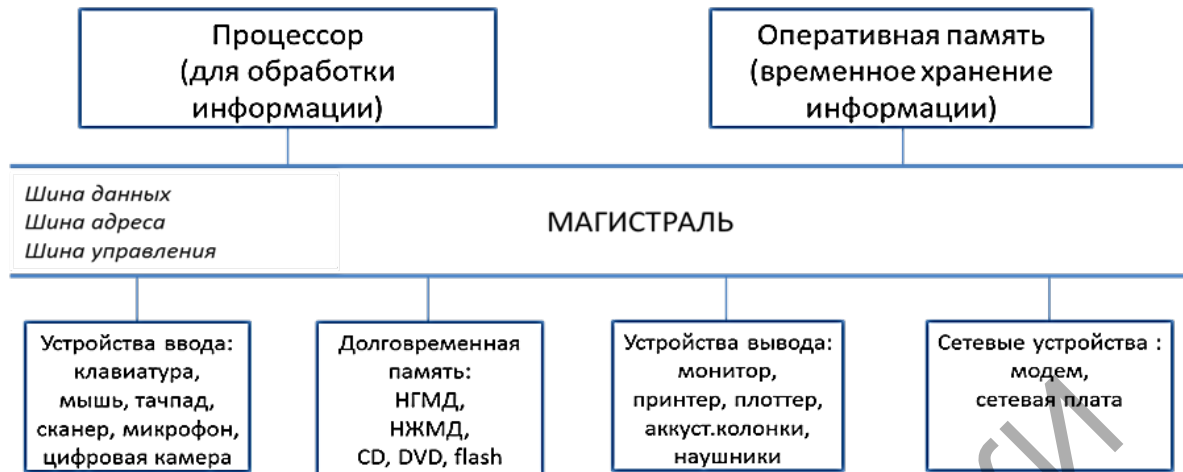 Процессор
(для обработки
информации)
Оперативная память
(временное хранение
информации)
Шина данных
Шина адреса
Шина управления
МАГИСТРАЛЬ
Устройства ввода:
клавиатура,
мышь, тачпад,
сканер, микрофон,
цифровая камера
Долговременная
память:
НГМД,
НЖМД,
CD, DVD, flash
Устройства вывода:
монитор,
принтер, плоттер,
аккуст.колонки,
наушники
Сетевые устройства :
модем,
сетевая плата